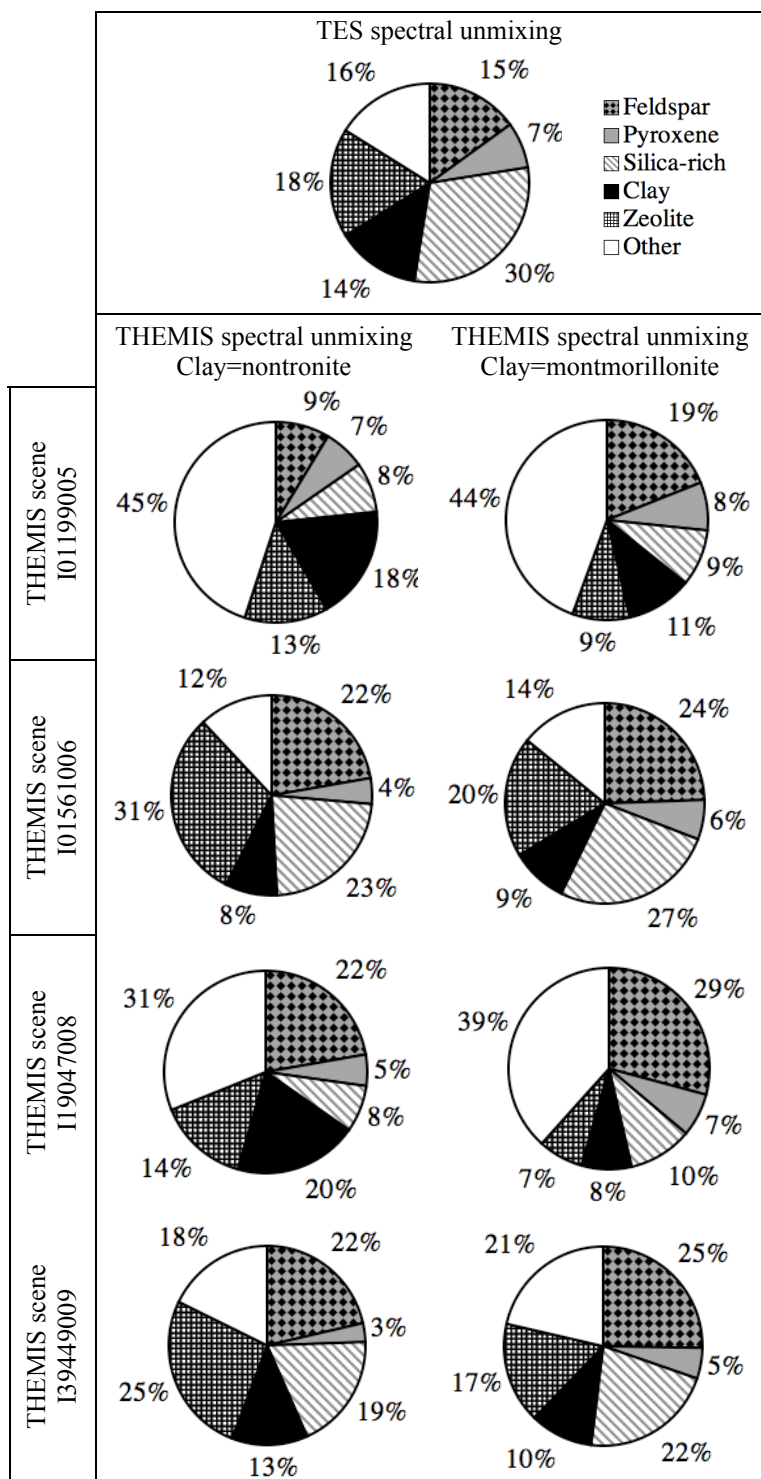 TES spectral unmixing
16%
15%
7%
18%
14%
30%
Feldspar
Pyroxene
Silica-rich
Clay
Zeolite
Other
THEMIS spectral unmixing
Clay=nontronite
THEMIS spectral unmixing
Clay=montmorillonite
THEMIS scene
I01199005
9%
7%
8%
45%
18%
13%
19%
44%
8%
9%
11%
9%
THEMIS scene
I01561006
12%
22%
4%
31%
23%
8%
14%
24%
20%
6%
9%
27%
THEMIS scene
I19047008
31%
22%
5%
8%
14%
20%
39%
29%
7%
10%
7%
8%
THEMIS scene
I39449009
18%
22%
3%
25%
19%
13%
21%
25%
5%
17%
22%
10%